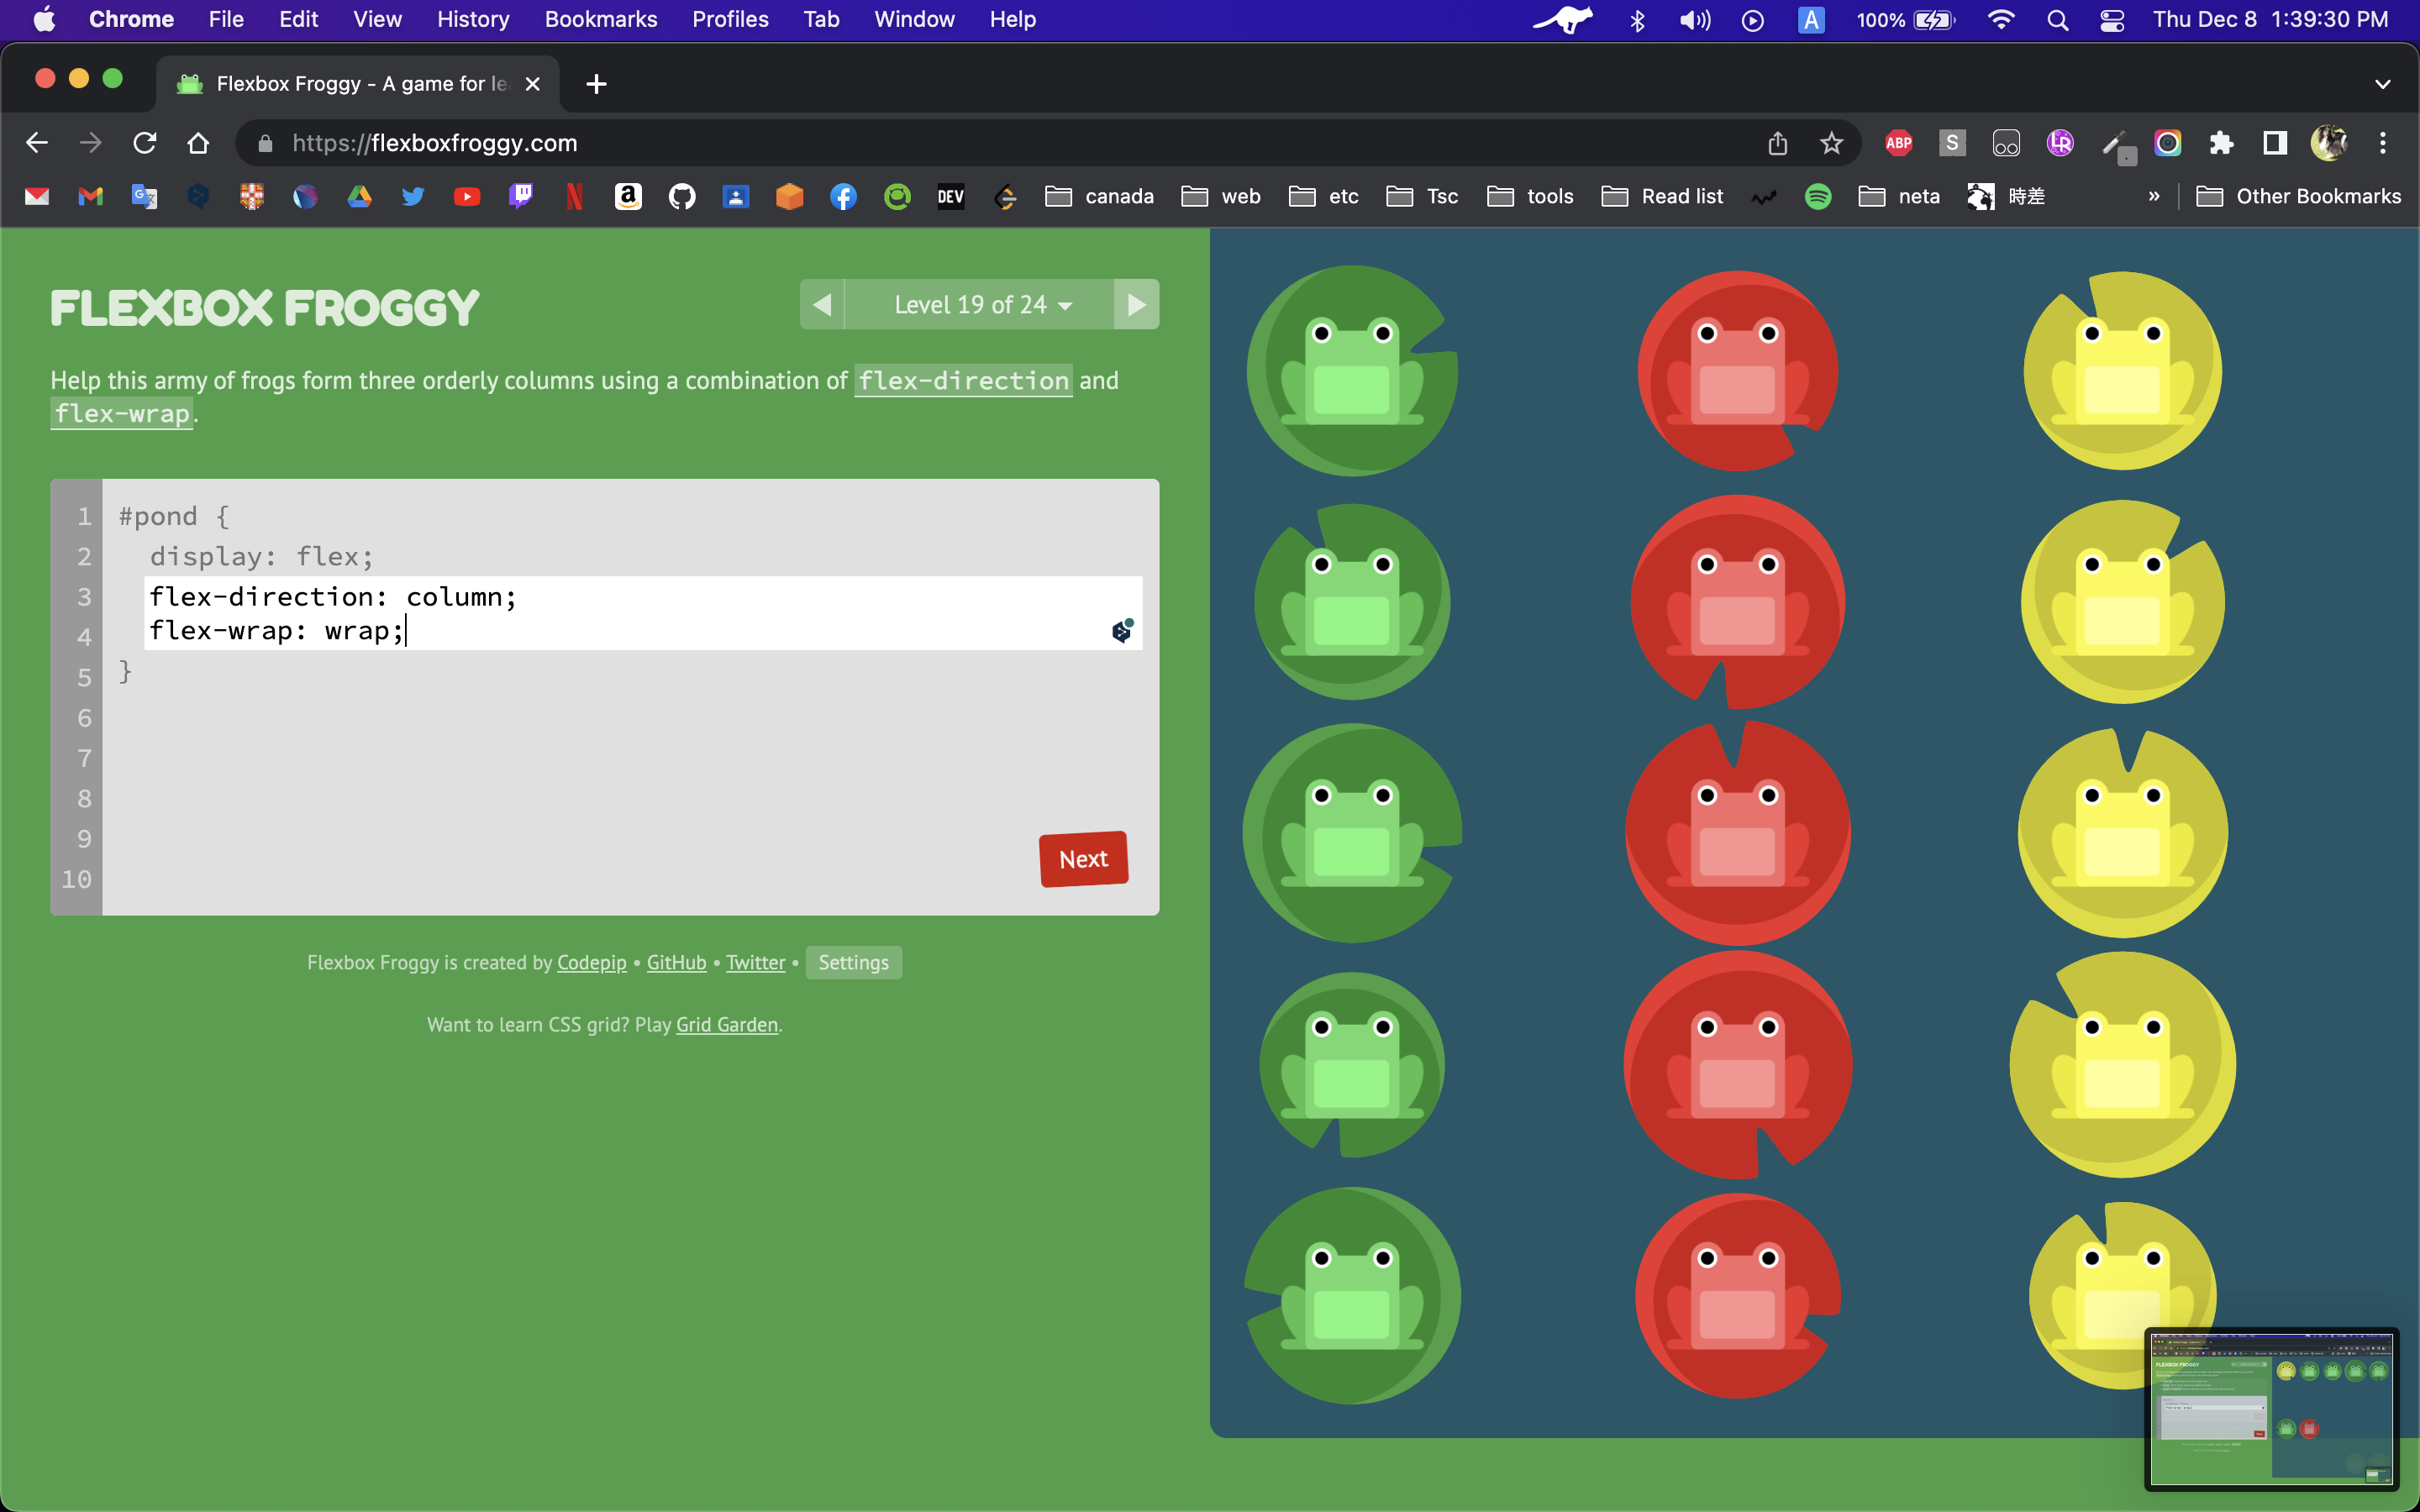 Chrome File Edit View History Bookmarks Profiles Tab Window Help A 100% Thu Dec 8 1:39:30 PM
Flexbox Froggy - A game for le
https://flexboxfroggy.com ABP S LR
DEV canada web etc Tsc tools Read list neta 時差 » Other Bookmarks
FLEXBOX FROGGY
Level 19 of 24
Help this army of frogs form three orderly columns using a combination of flex-direction and
flex-wrap.
1 #pond {
2 display: flex;
3 flex-direction: column;
4 flex-wrap: wrap;
5 }
6
7
8
9
10
Next
Flexbox Froggy is created by Codepip • GitHub • Twitter • Settings
Want to learn CSS grid? Play Grid Garden.
FLEXBOX FROGGY